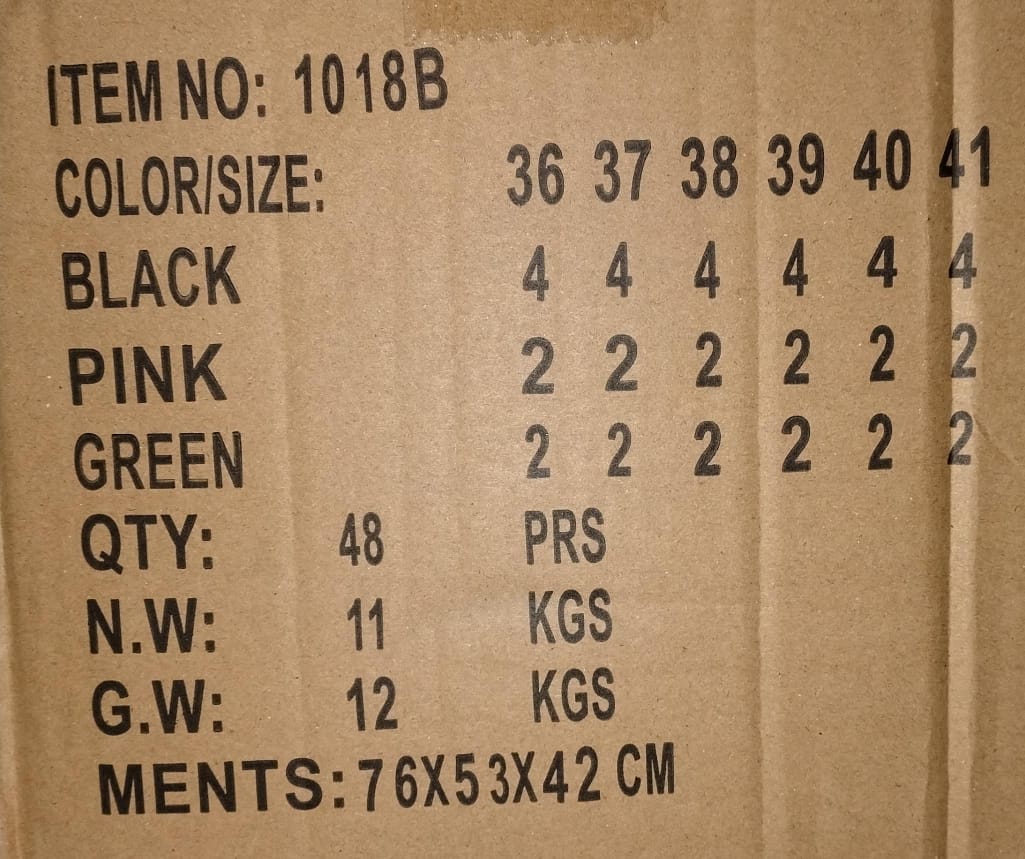 ITEM NO: 1018B
COLOR/SIZE: 36 37 38 39 40 41
BLACK 4 4 4 4 4 4
PINK 2 2 2 2 2 2
GREEN 2 2 2 2 2 2
QTY: 48 PRS
N.W: 11 KGS
G.W: 12 KGS
MENTS: 76X53X42 CM